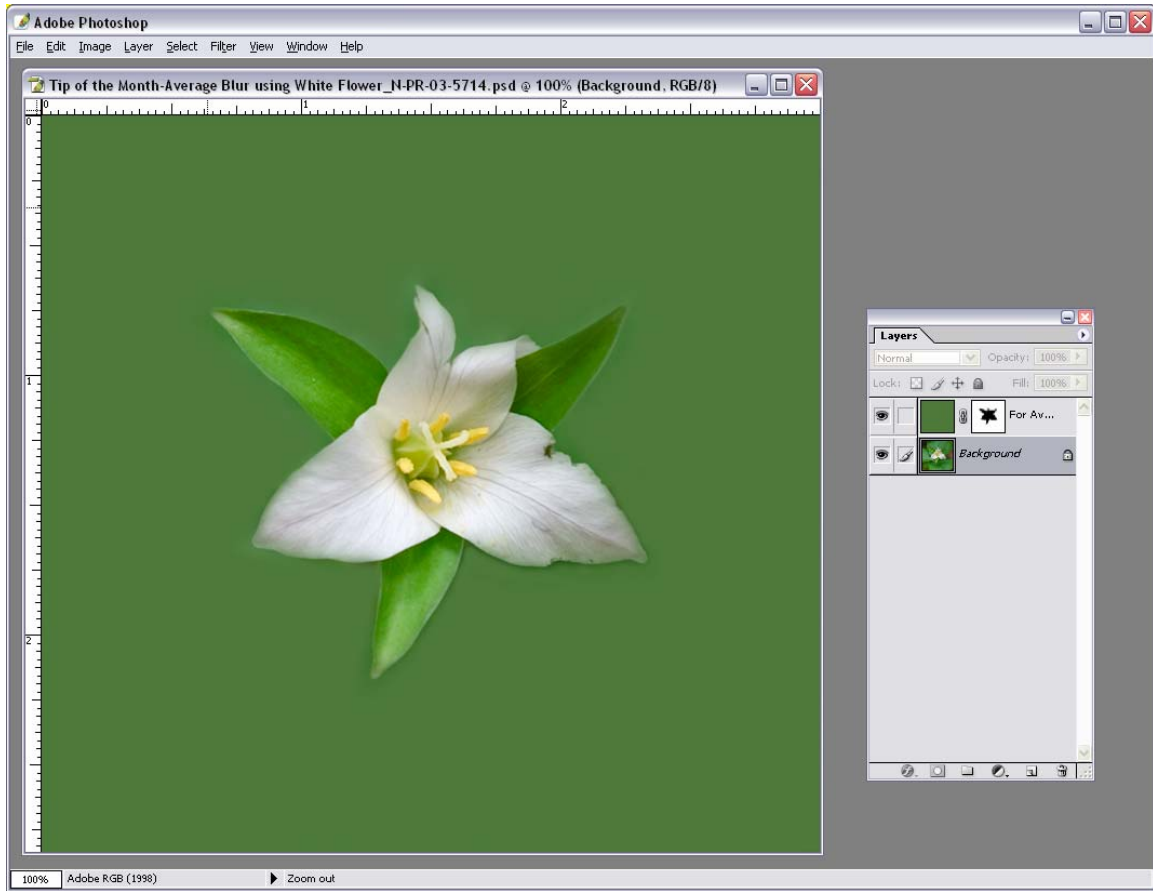 Adobe Photoshop
File Edit Image Layer Select Filter View Window Help
Tip of the Month-Average Blur using White Flower_N-PR-03-5714.psd @ 100% (Background, RGB/8)
0 1 2
0
1
2
Layers
Normal Opacity: 100%
Lock: Fill: 100%
For Av...
Background
100% Adobe RGB (1998) Zoom out